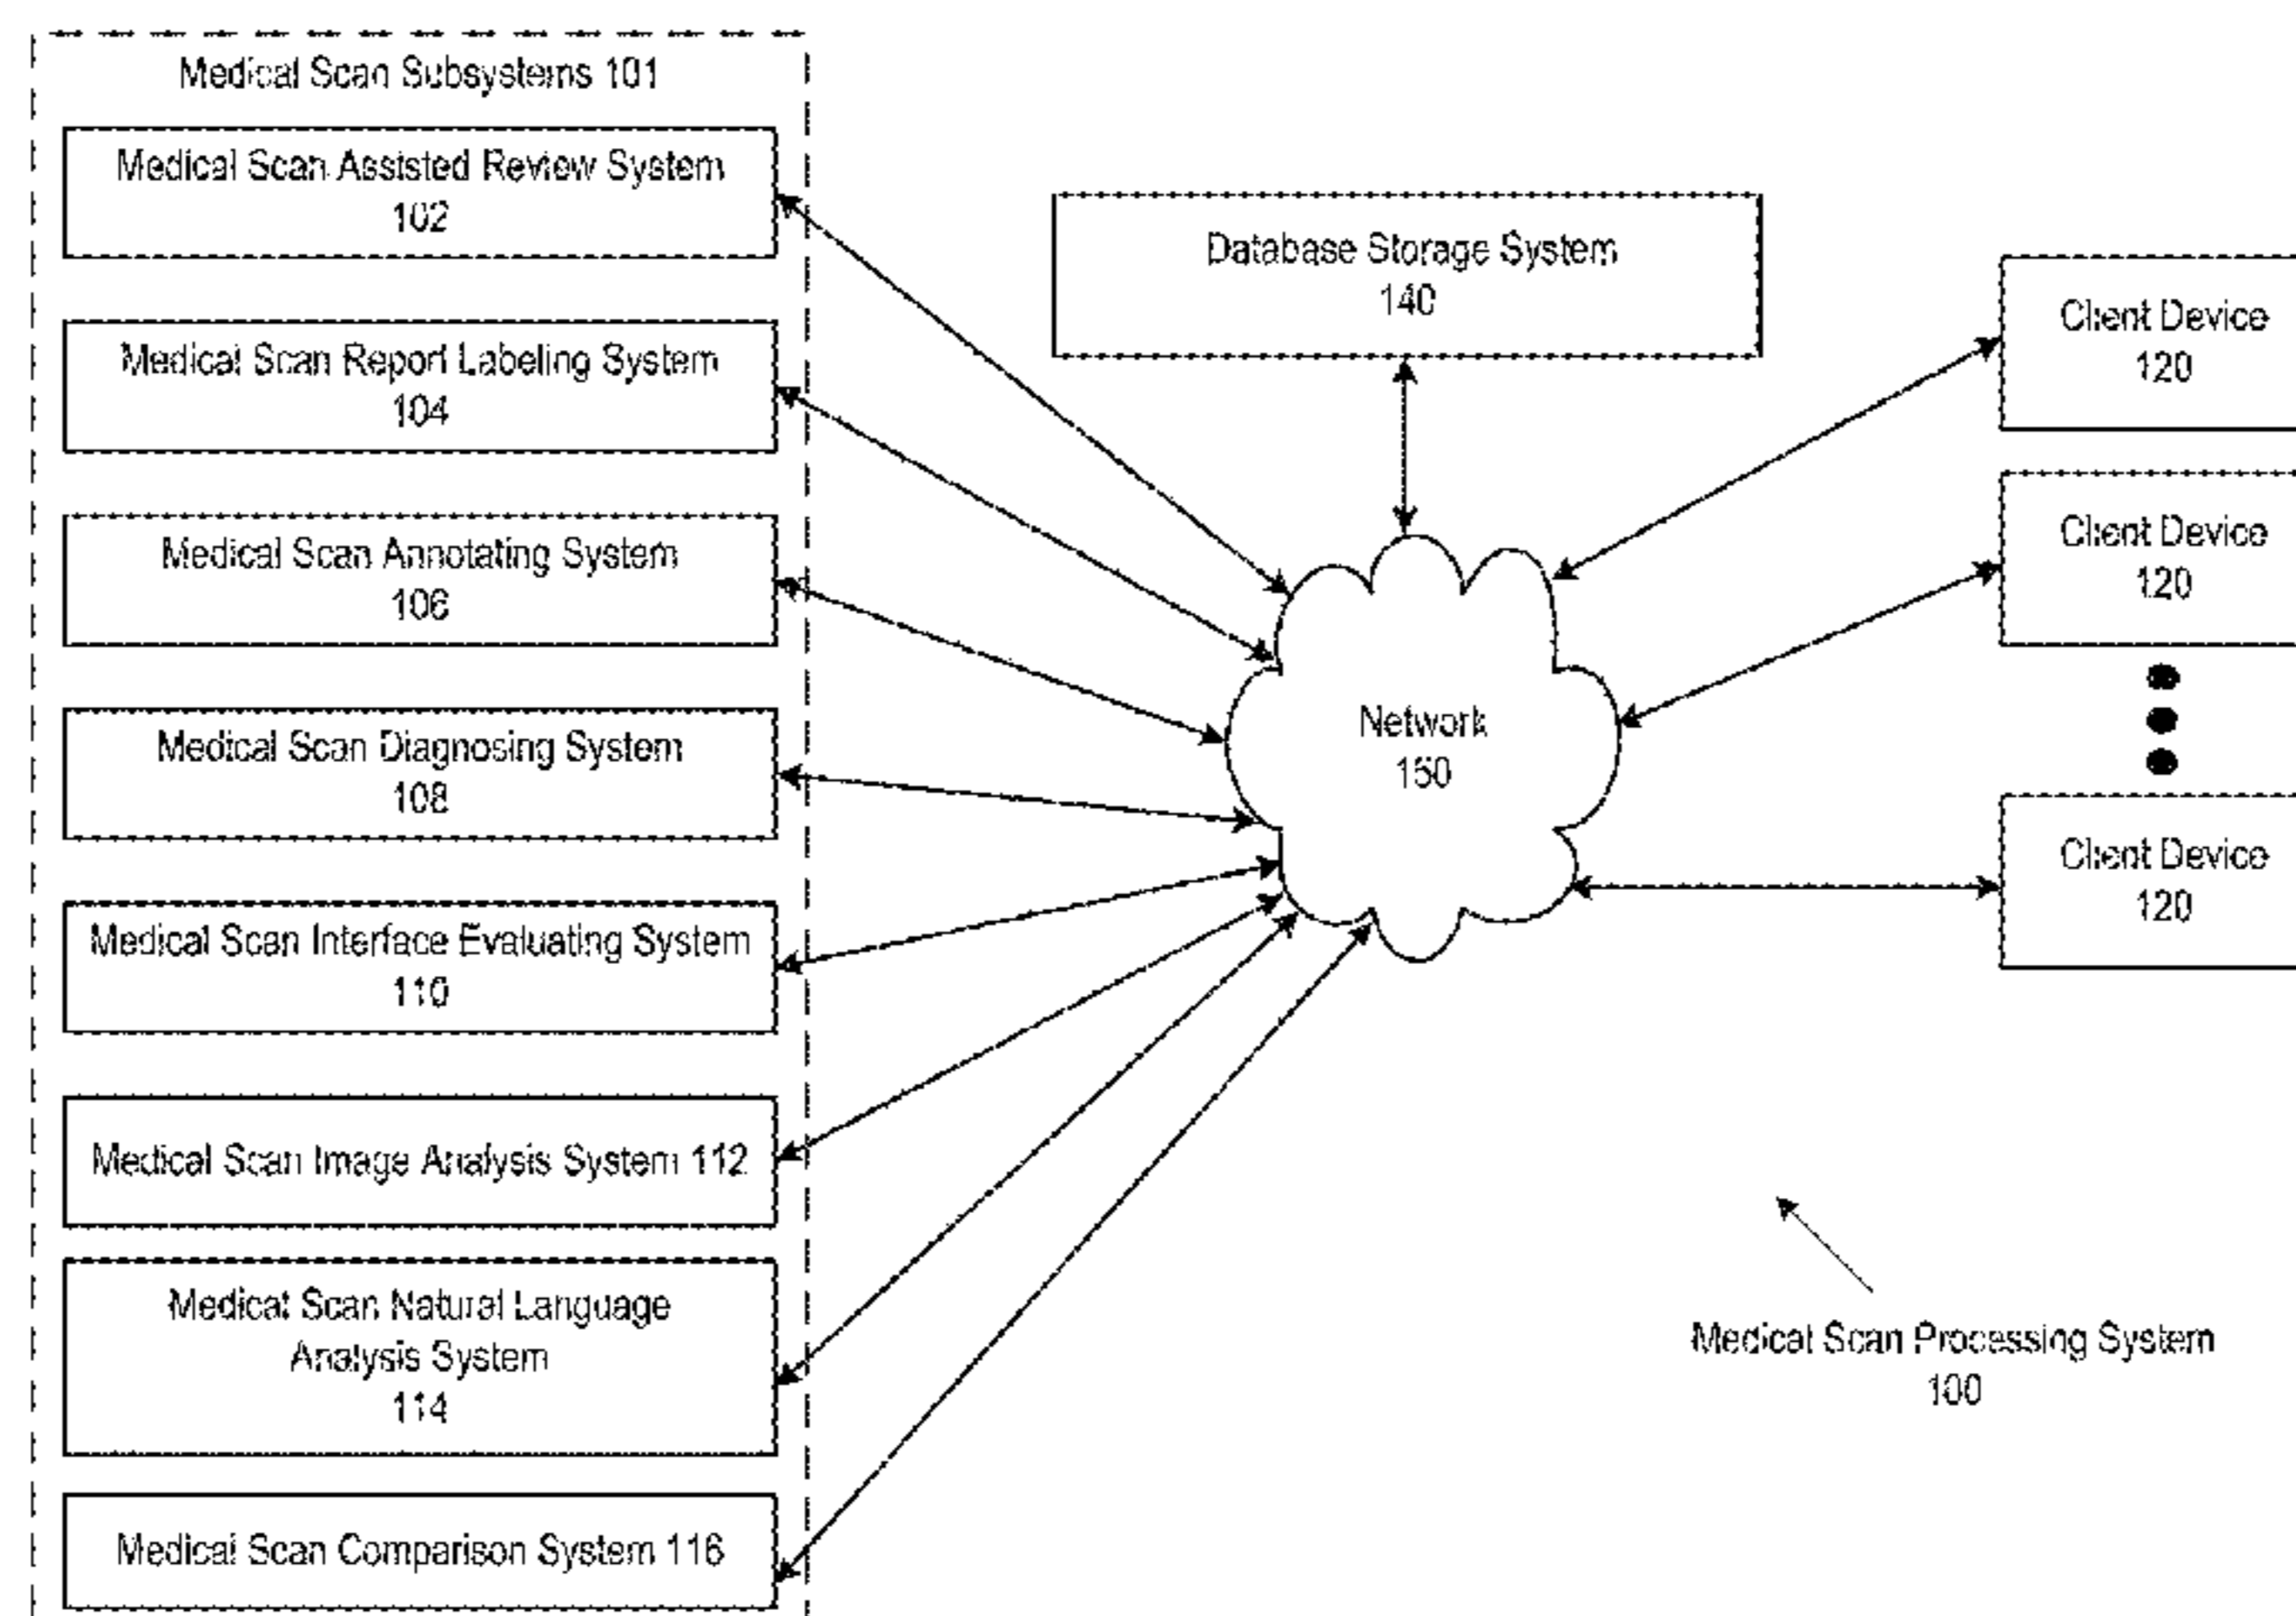 Medical Scan Subsystems 101
Medical Scan Assisted Review System
102
Medical Scan Report Labeling System
104
Medical Scan Annotating System
106
Medical Scan Diagnosing System
108
Medical Scan Interface Evaluating System
110
Medical Scan Image Analysis System 112
Medical Scan Natural Language
Analysis System
114
Medical Scan Comparison System 116
Database Storage System
140
Network
150
Client Device
120
Client Device
120
Client Device
120
Medical Scan Processing System
100